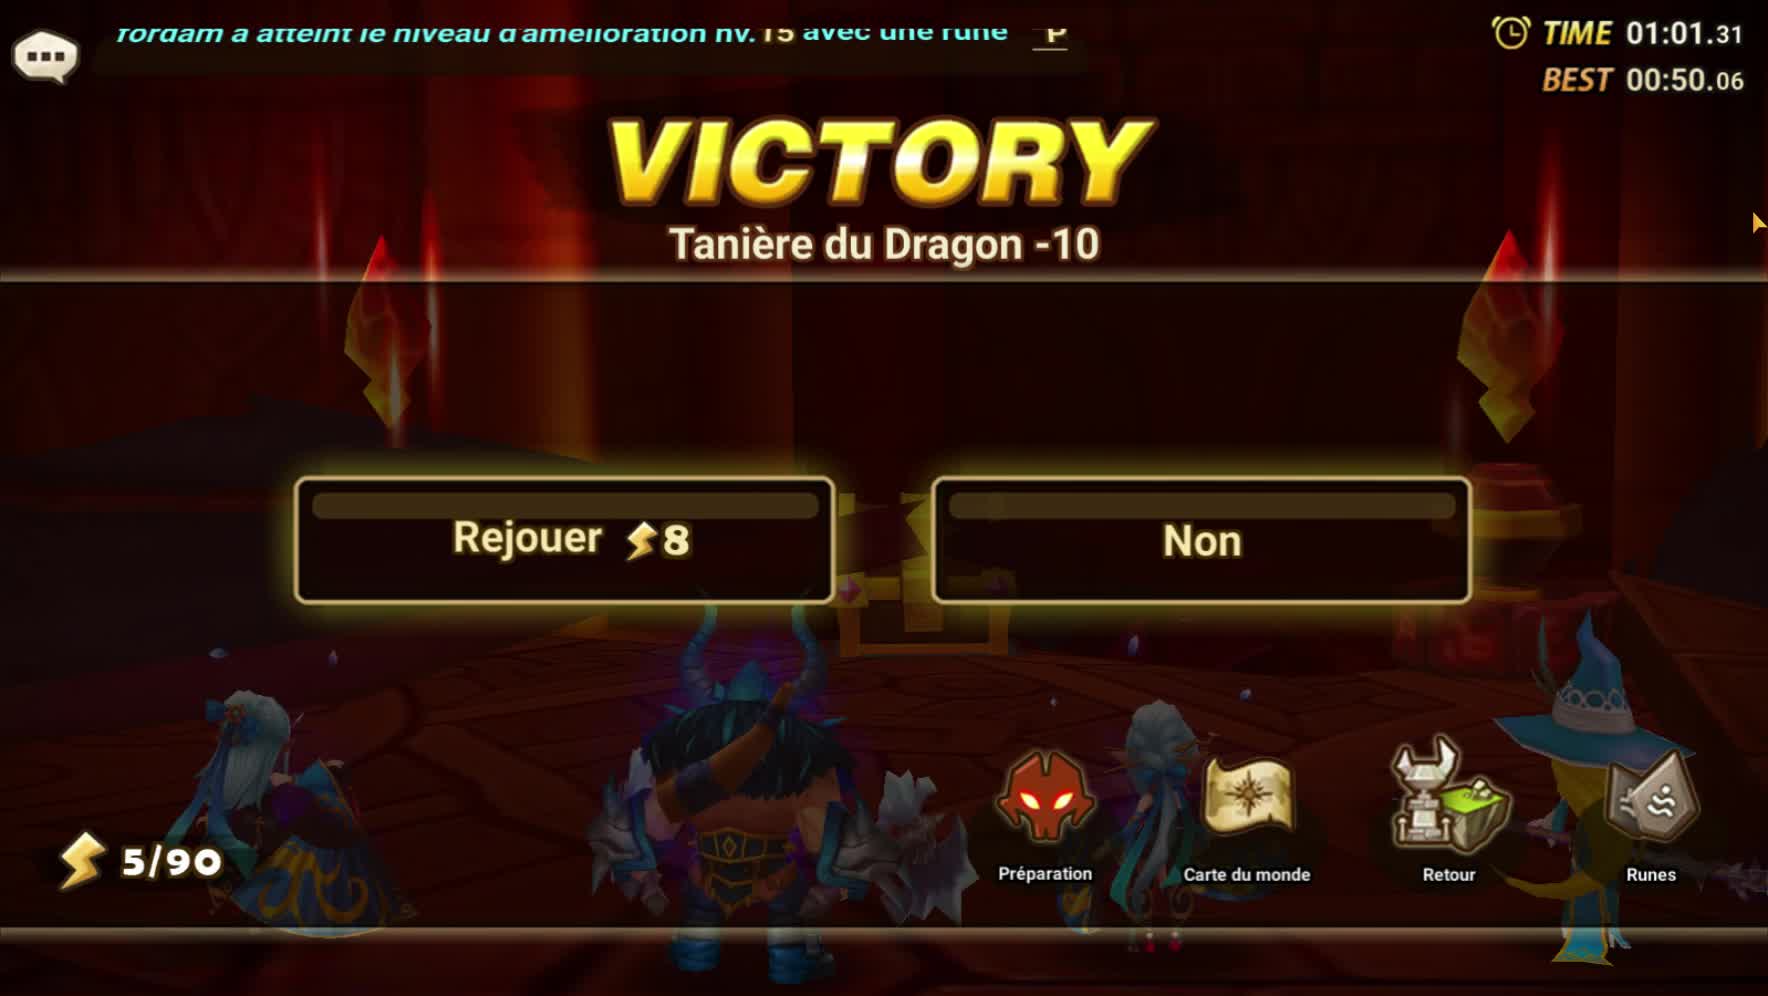 fordam a atteint le niveau d'amélioration nv.15 avec une rune P
TIME 01:01.31
BEST 00:50.06
VICTORY
Tanière du Dragon -10
Rejouer 8
Non
5/90
Préparation
Carte du monde
Retour
Runes